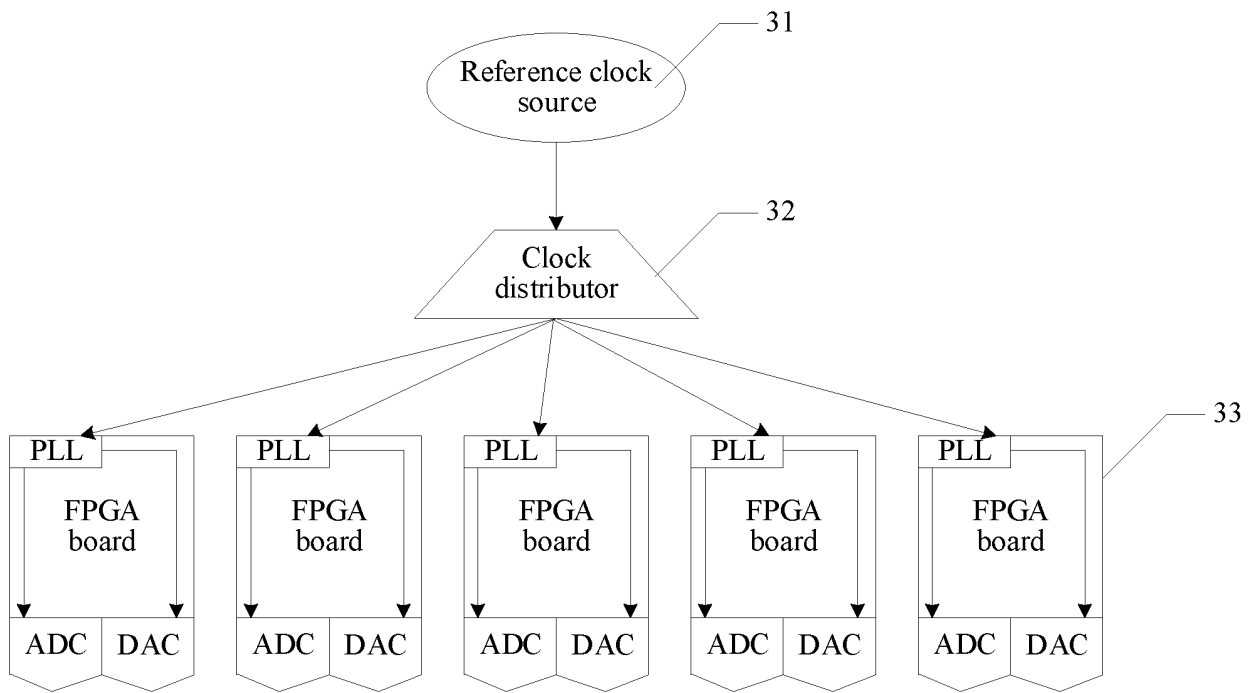 31
Reference clock
source
32
Clock
distributor
33
PLL PLL PLL PLL PLL
FPGA FPGA FPGA FPGA FPGA
board board board board board
ADC DAC ADC DAC ADC DAC ADC DAC ADC DAC